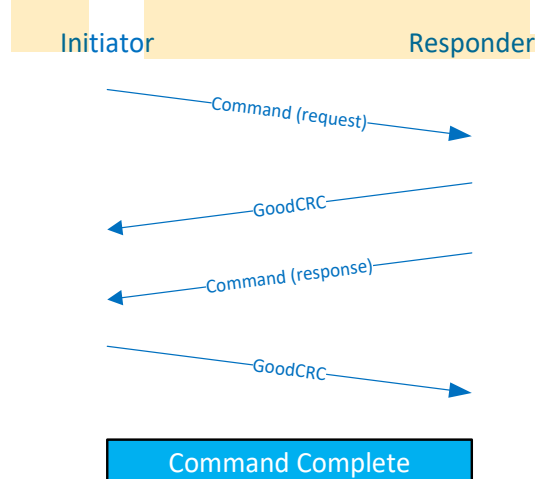 Initiator Responder
Command (request)
GoodCRC
Command (response)
GoodCRC
Command Complete